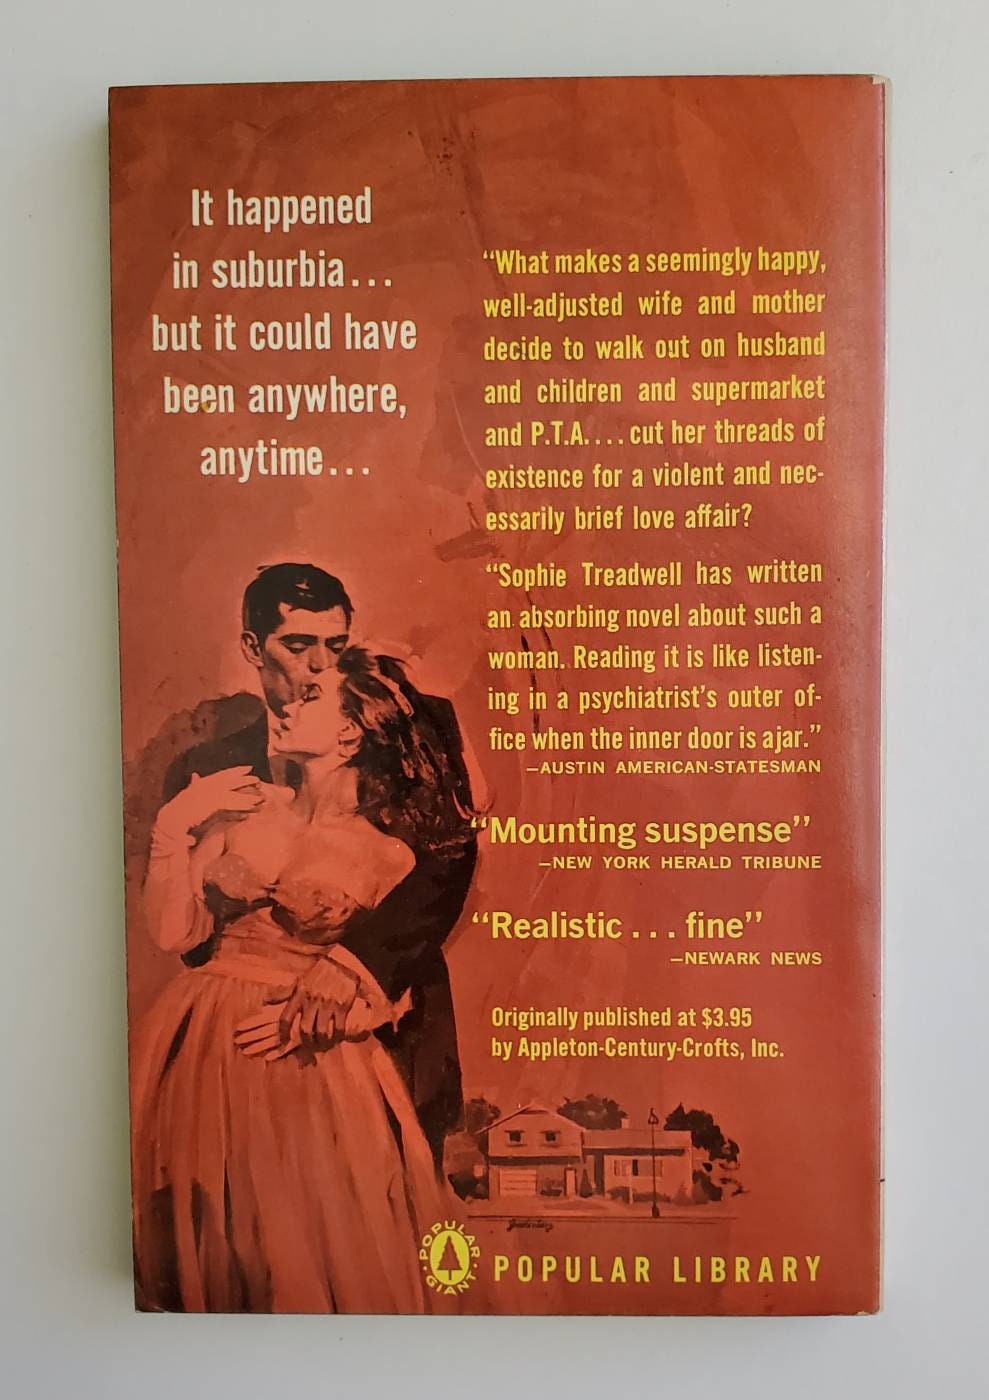 It happened
in suburbia...
but it could have
been anywhere,
anytime...
“What makes a seemingly happy,
well-adjusted wife and mother
decide to walk out on husband
and children and supermarket
and P.T.A.... cut her threads of
existence for a violent and nec-
essarily brief love affair?
“Sophie Treadwell has written
an absorbing novel about such a
woman. Reading it is like listen-
ing in a psychiatrist's outer of-
fice when the inner door is ajar.”
—AUSTIN AMERICAN-STATESMAN
“Mounting suspense”
—NEW YORK HERALD TRIBUNE
“Realistic... fine”
—NEWARK NEWS
Originally published at $3.95
by Appleton-Century-Crofts, Inc.
POPULAR
GIANT
POPULAR LIBRARY